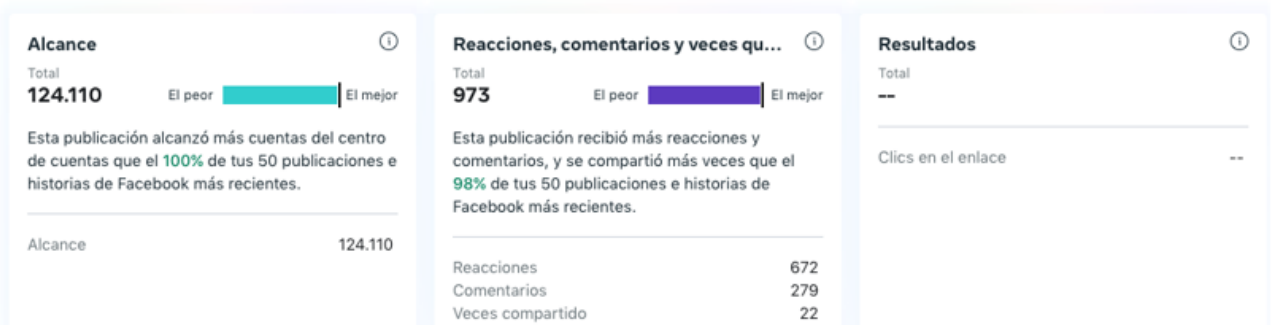 Alcance
Total
124.110
El peor
El mejor
Esta publicación alcanzó más cuentas del centro
de cuentas que el 100% de tus 50 publicaciones e
historias de Facebook más recientes.
Alcance 124.110
Reacciones, comentarios y veces qu...
Total
973
El peor
El mejor
Esta publicación recibió más reacciones y
comentarios, y se compartió más veces que el
98% de tus 50 publicaciones e historias de
Facebook más recientes.
Reacciones 672
Comentarios 279
Veces compartido 22
Resultados
Total
--
Clics en el enlace --